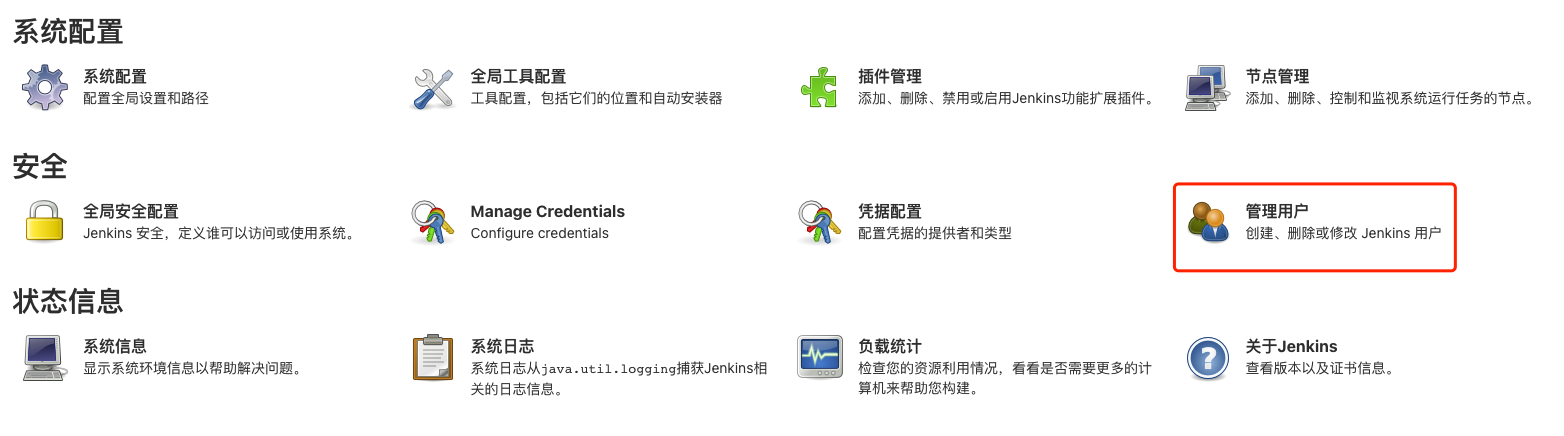 系统配置
系统配置
配置全局设置和路径
全局工具配置
工具配置，包括它们的位置和自动安装器
插件管理
添加、删除、禁用或启用Jenkins功能扩展插件。
节点管理
添加、删除、控制和监视系统运行任务的节点。
安全
全局安全配置
Jenkins 安全，定义谁可以访问或使用系统。
Manage Credentials
Configure credentials
凭据配置
配置凭据的提供者和类型
管理用户
创建、删除或修改 Jenkins 用户
状态信息
系统信息
显示系统环境信息以帮助解决问题。
系统日志
系统日志从java.util.logging捕获Jenkins相
关的日志信息。
负载统计
检查您的资源利用情况，看看是否需要更多的计
算机来帮助您构建。
关于Jenkins
查看版本以及证书信息。